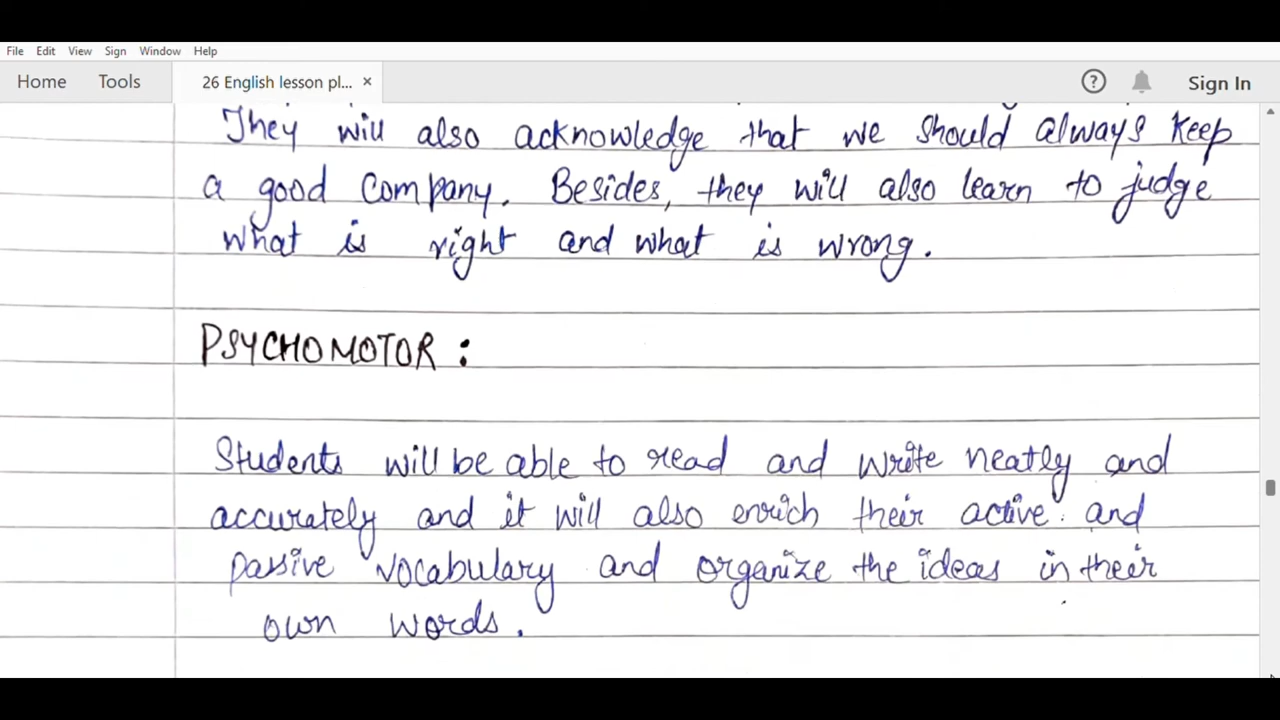 File Edit View Sign Window Help
Home Tools 26 English lesson pl... × ? Sign In
They will also acknowledge that we should always keep
a good company. Besides, they will also learn to judge
what is right and what is wrong.
PSYCHOMOTOR :
Students will be able to read and write neatly and
accurately and it will also enrich their active and
passive vocabulary and organize the ideas in their
own words.